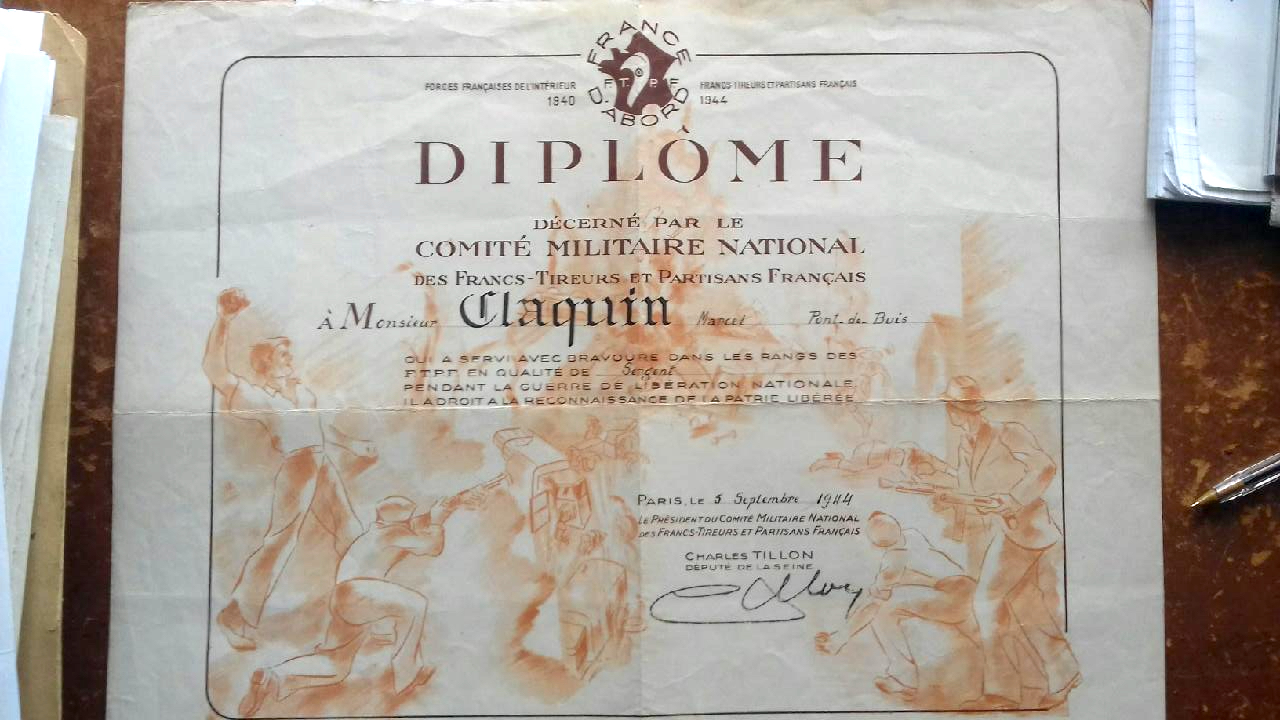 FRANCE D'ABORD
F.T.P.F
FORCES FRANÇAISES DE L'INTÉRIEUR
1940
FRANCS-TIREURS ET PARTISANS FRANÇAIS
1944
DIPLÔME
DÉCERNÉ PAR LE
COMITÉ MILITAIRE NATIONAL
DES FRANCS-TIREURS ET PARTISANS FRANÇAIS
À Monsieur Claquin Marcel Pont-de-Buis
QUI A SERVI AVEC BRAVOURE DANS LES RANGS DES
F.T.P.F EN QUALITÉ DE Sergent
PENDANT LA GUERRE DE LIBÉRATION NATIONALE.
IL A DROIT A LA RECONNAISSANCE DE LA PATRIE LIBÉRÉE.
PARIS, LE 5 Septembre 1944
LE PRÉSIDENT DU COMITÉ MILITAIRE NATIONAL
DES FRANCS-TIREURS ET PARTISANS FRANÇAIS
CHARLES TILLON
DÉPUTÉ DE LA SEINE